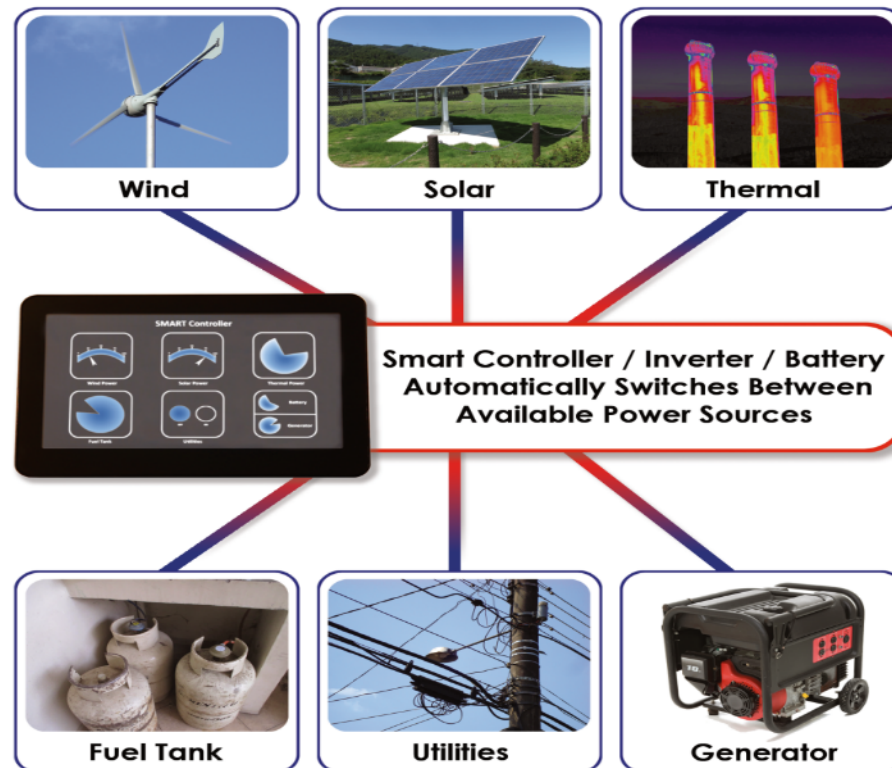 Wind
Solar
Thermal
SMART Controller
Wind Power
Solar Power
Thermal Power
Battery
Generator
Fuel Tank
Utilities
Smart Controller / Inverter / Battery
Automatically Switches Between
Available Power Sources
Fuel Tank
Utilities
Generator